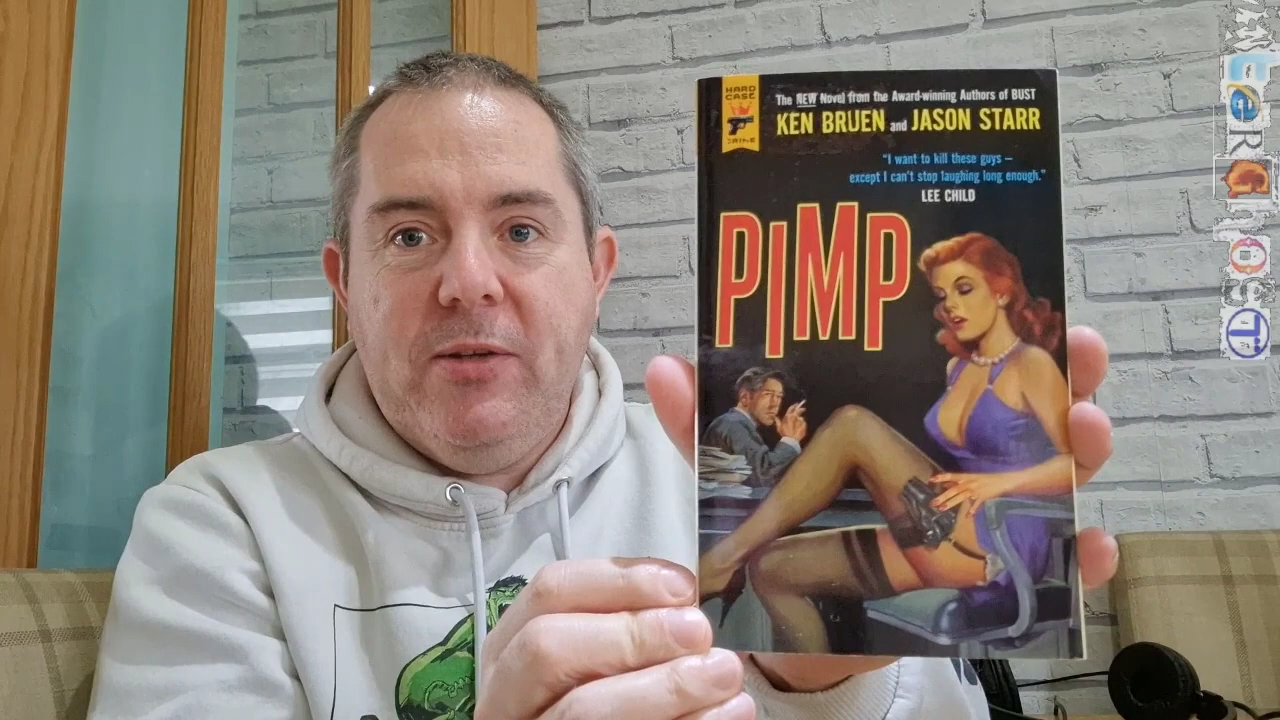 HARD
CASE
CRIME
The NEW Novel from the Award-winning Authors of BUST
KEN BRUEN and JASON STARR
"I want to kill these guys –
except I can't stop laughing long enough."
LEE CHILD
PIMP